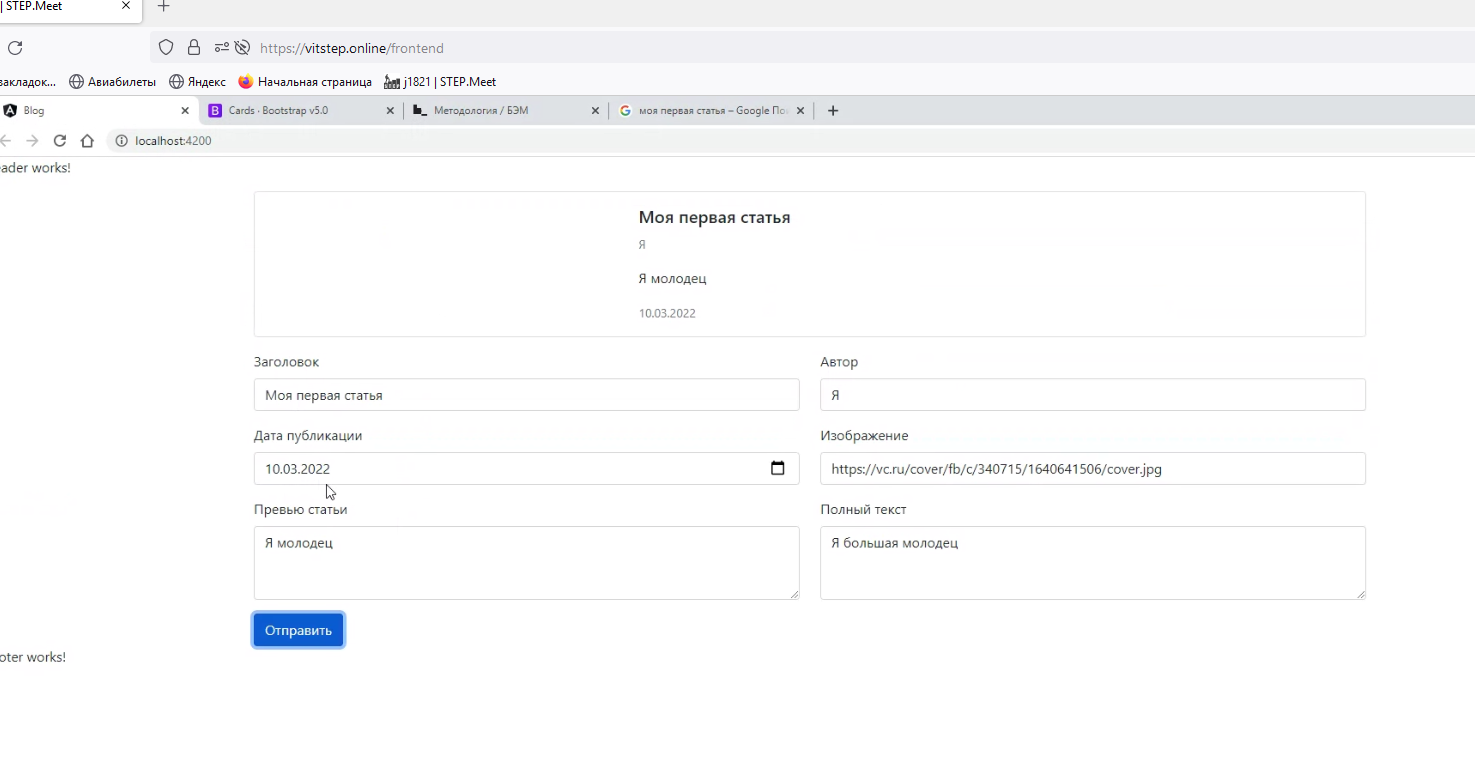 | STEP.Meet
https://vitstep.online/frontend
закладок... Авиабилеты Яндекс Начальная страница j1821 | STEP.Meet
Blog Cards · Bootstrap v5.0 Методология / БЭМ моя первая статья – Google По
localhost:4200
eader works!
Моя первая статья
Я
Я молодец
10.03.2022
Заголовок Автор
Моя первая статья Я
Дата публикации Изображение
10.03.2022 https://vc.ru/cover/fb/c/340715/1640641506/cover.jpg
Превью статьи Полный текст
Я молодец Я большая молодец
Отправить
oter works!